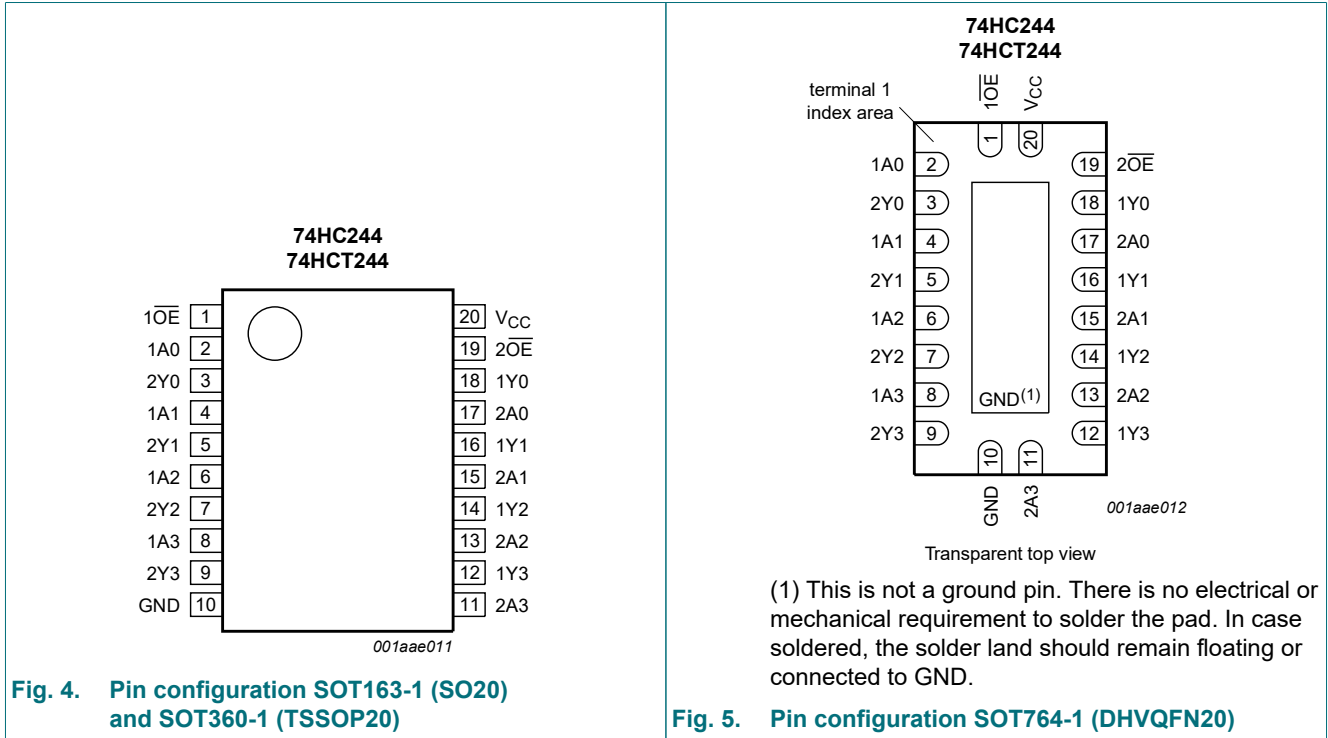 74HC244
74HCT244
1O̅E̅ 1
1A0 2
2Y0 3
1A1 4
2Y1 5
1A2 6
2Y2 7
1A3 8
2Y3 9
GND 10
20 VCC
19 2O̅E̅
18 1Y0
17 2A0
16 1Y1
15 2A1
14 1Y2
13 2A2
12 1Y3
11 2A3
001aae011
Fig. 4. Pin configuration SOT163-1 (SO20)
and SOT360-1 (TSSOP20)
74HC244
74HCT244
terminal 1
index area
1O̅E̅
VCC
1
20
1A0 2
2Y0 3
1A1 4
2Y1 5
1A2 6
2Y2 7
1A3 8
2Y3 9
19 2O̅E̅
18 1Y0
17 2A0
16 1Y1
15 2A1
14 1Y2
13 2A2
12 1Y3
GND(1)
10
11
GND
2A3
001aae012
Transparent top view
(1) This is not a ground pin. There is no electrical or
mechanical requirement to solder the pad. In case
soldered, the solder land should remain floating or
connected to GND.
Fig. 5. Pin configuration SOT764-1 (DHVQFN20)